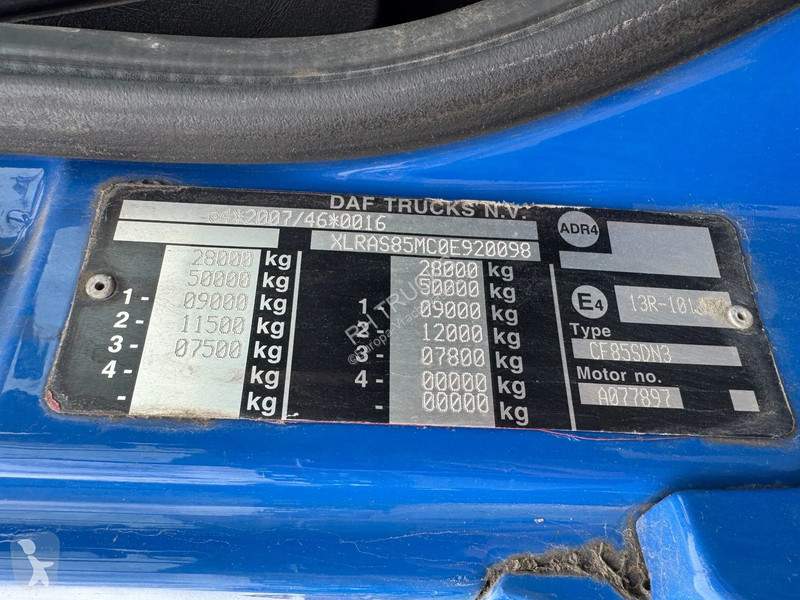 DAF TRUCKS N.V.
e4*2007/46*0016
XLRAS85MC0E920098
28000 kg
50000 kg
1- 09000 kg
2- 11500 kg
3- 07500 kg
4- kg
- kg
28000 kg
50000 kg
1 - 09000 kg
2 - 12000 kg
3 - 07800 kg
4 - 00000 kg
- 00000 kg
ADR4
E4
Type
CF85SDN3
Motor no.
A077897